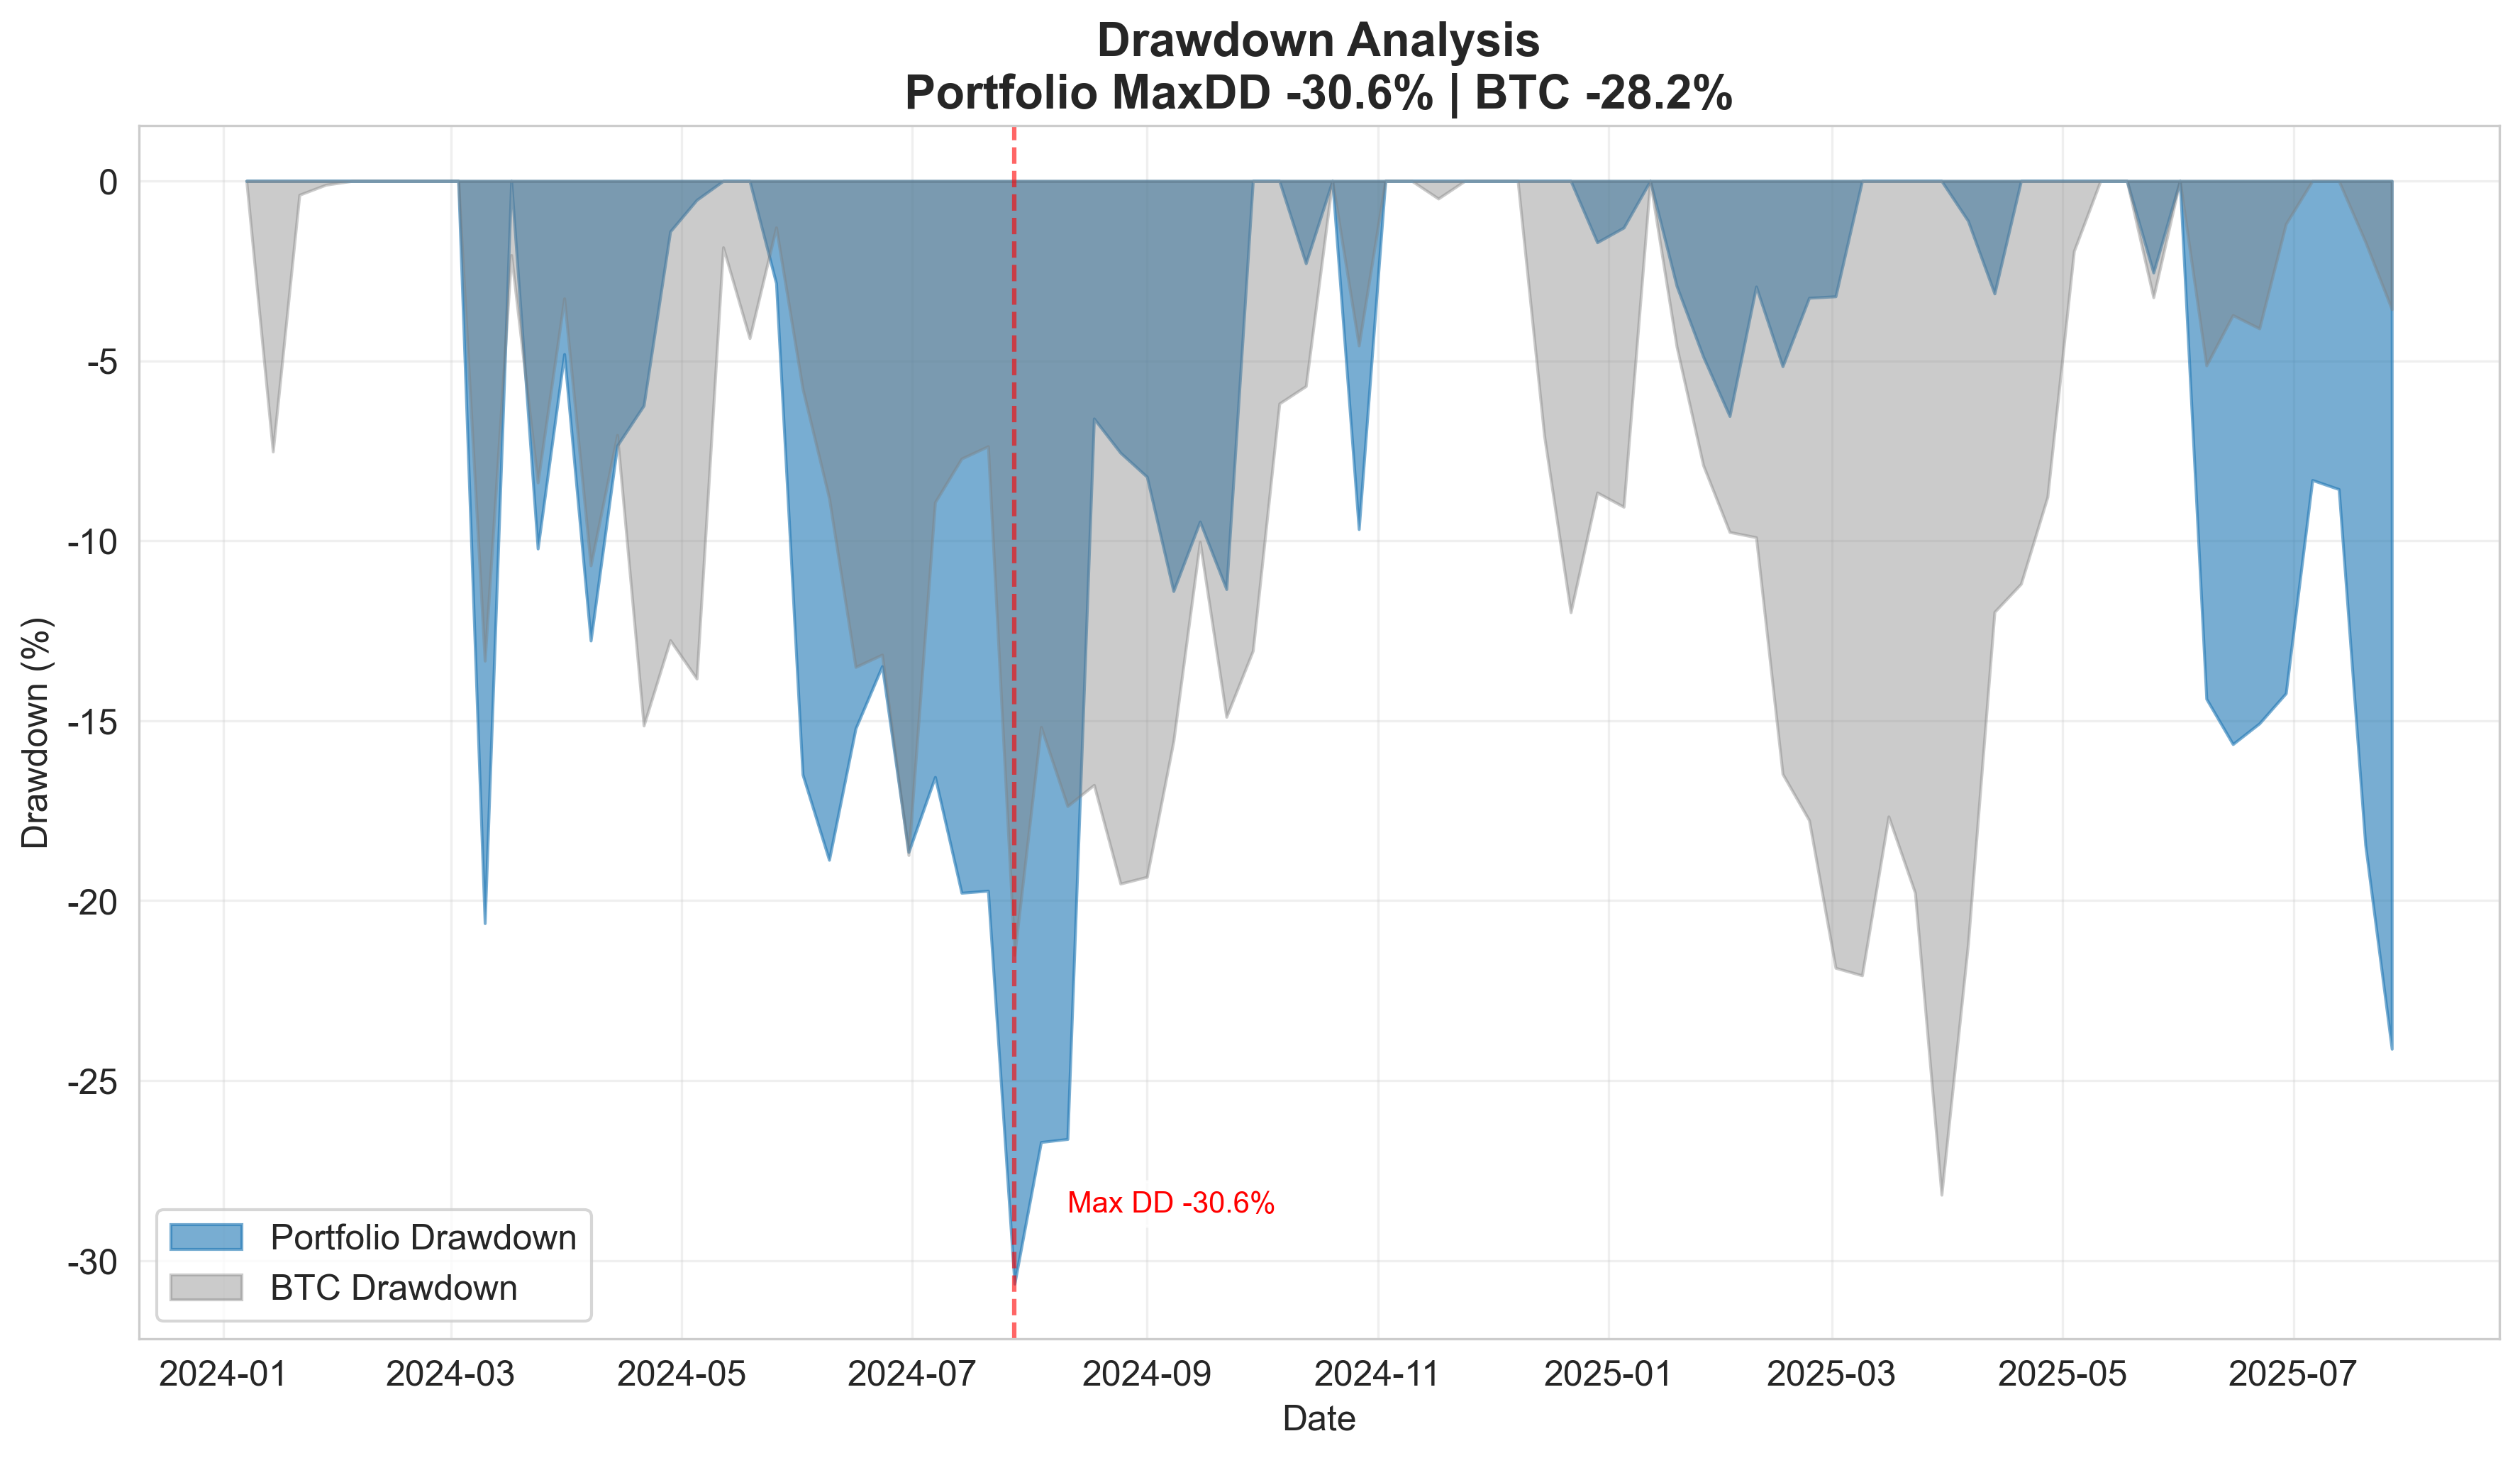 Drawdown Analysis
Portfolio MaxDD -30.6% | BTC -28.2%
Drawdown (%)
0
-5
-10
-15
-20
-25
-30
Max DD -30.6%
Portfolio Drawdown
BTC Drawdown
2024-01 2024-03 2024-05 2024-07 2024-09 2024-11 2025-01 2025-03 2025-05 2025-07
Date